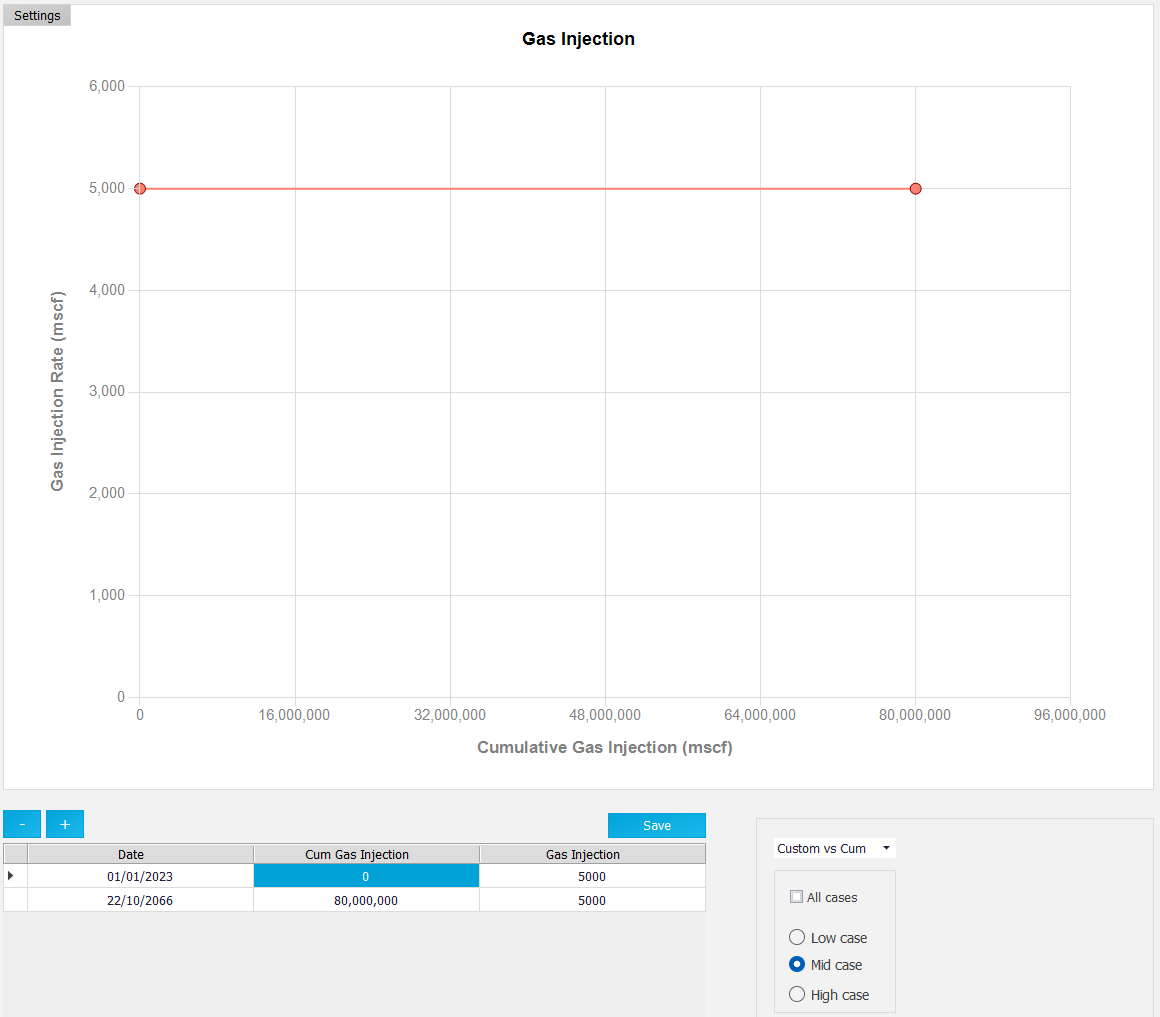 Settings
Gas Injection
6,000
5,000
4,000
3,000
2,000
1,000
0
Gas Injection Rate (mscf)
0 16,000,000 32,000,000 48,000,000 64,000,000 80,000,000 96,000,000
Cumulative Gas Injection (mscf)
- + Save
Date Cum Gas Injection Gas Injection
01/01/2023 0 5000
22/10/2066 80,000,000 5000
Custom vs Cum
All cases
Low case
Mid case
High case